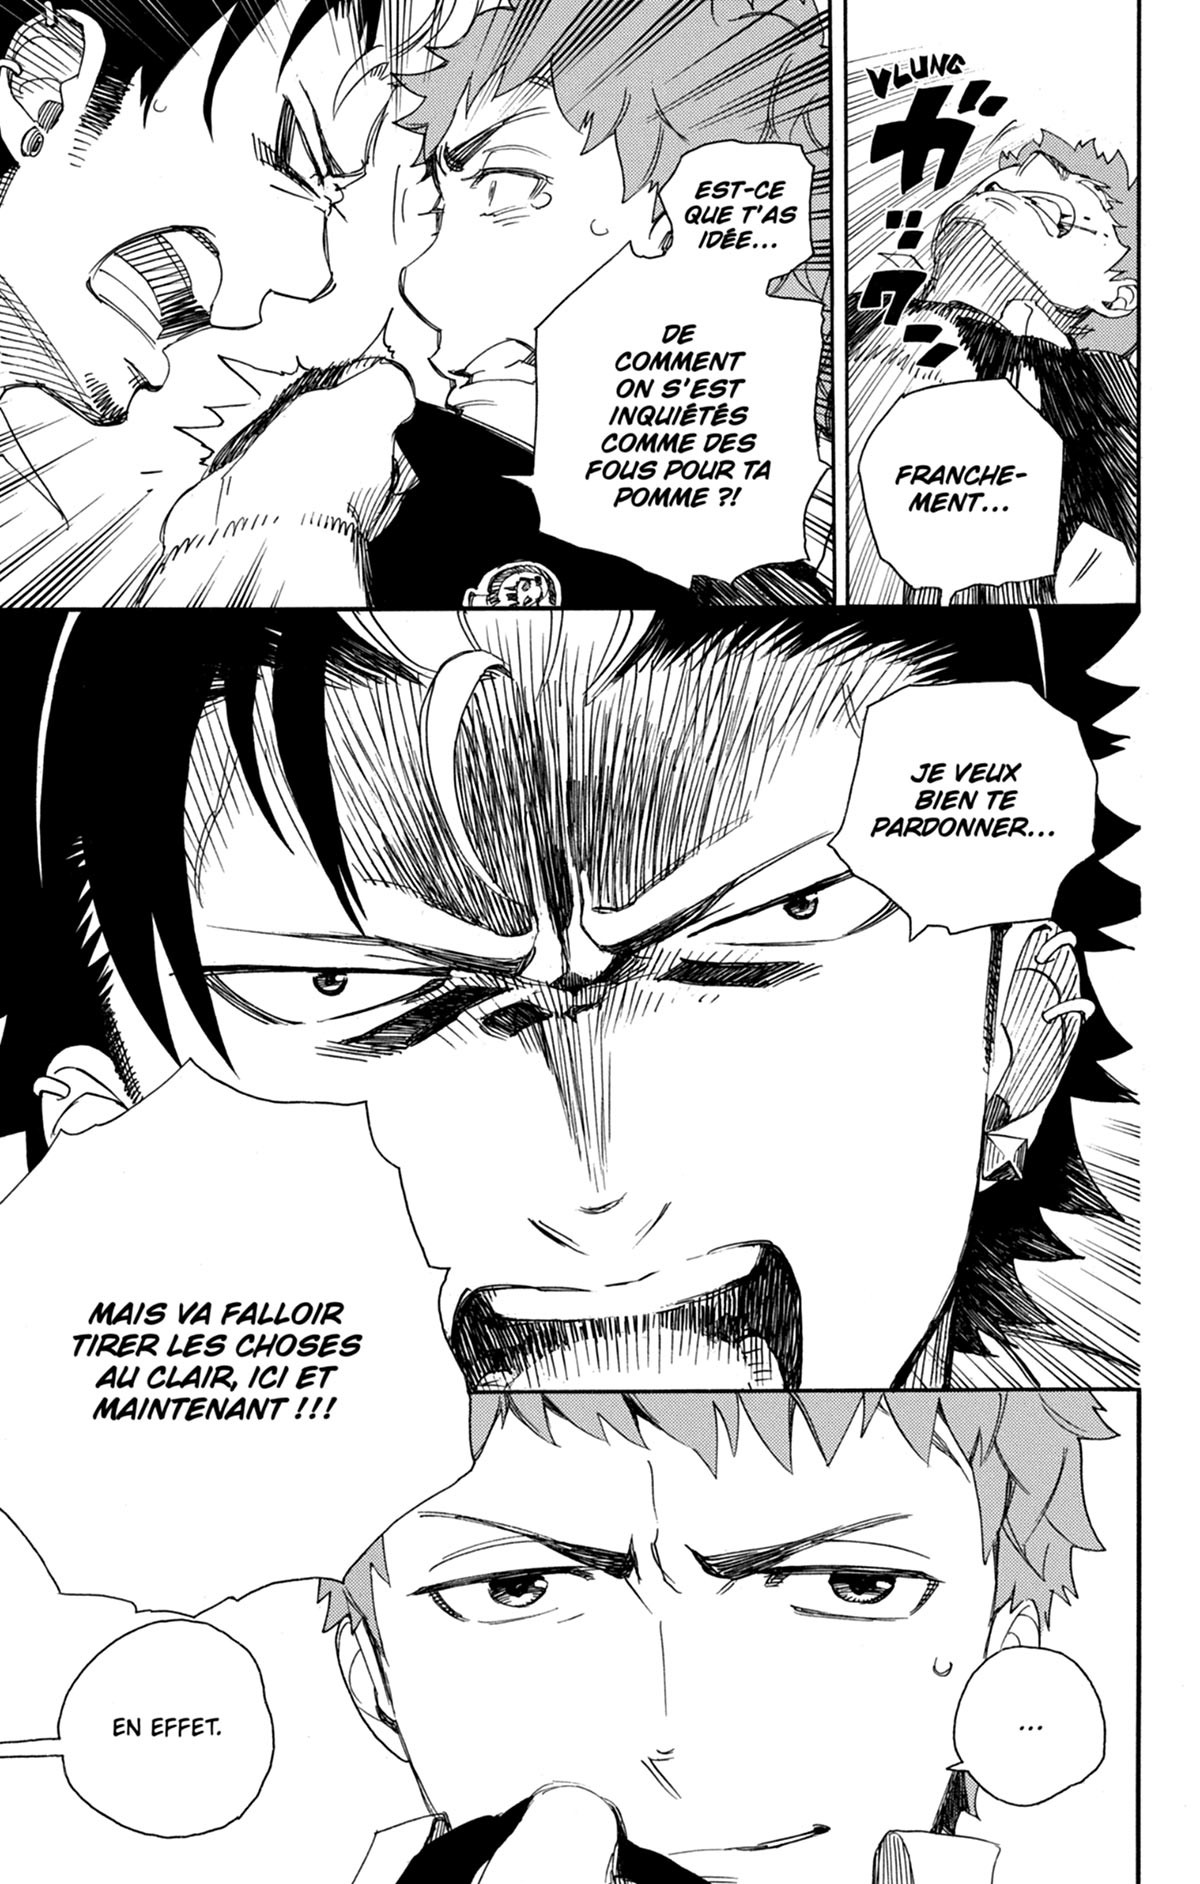 VLUNG
ガ
ク
ン
FRANCHE-
MENT...
EST-CE
QUE T'AS
IDÉE...
DE
COMMENT
ON S'EST
INQUIÉTÉS
COMME DES
FOUS POUR TA
POMME ?!
JE VEUX
BIEN TE
PARDONNER...
MAIS VA FALLOIR
TIRER LES CHOSES
AU CLAIR, ICI ET
MAINTENANT !!!
...
EN EFFET.